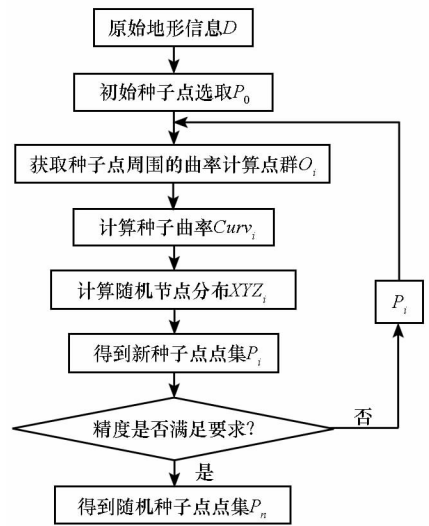 原始地形信息D
初始种子点选取P₀
获取种子点周围的曲率计算点群Oᵢ
计算种子曲率Curvᵢ
计算随机节点分布XYZᵢ
Pᵢ
得到新种子点点集Pᵢ
精度是否满足要求?
否
是
得到随机种子点点集Pₙ